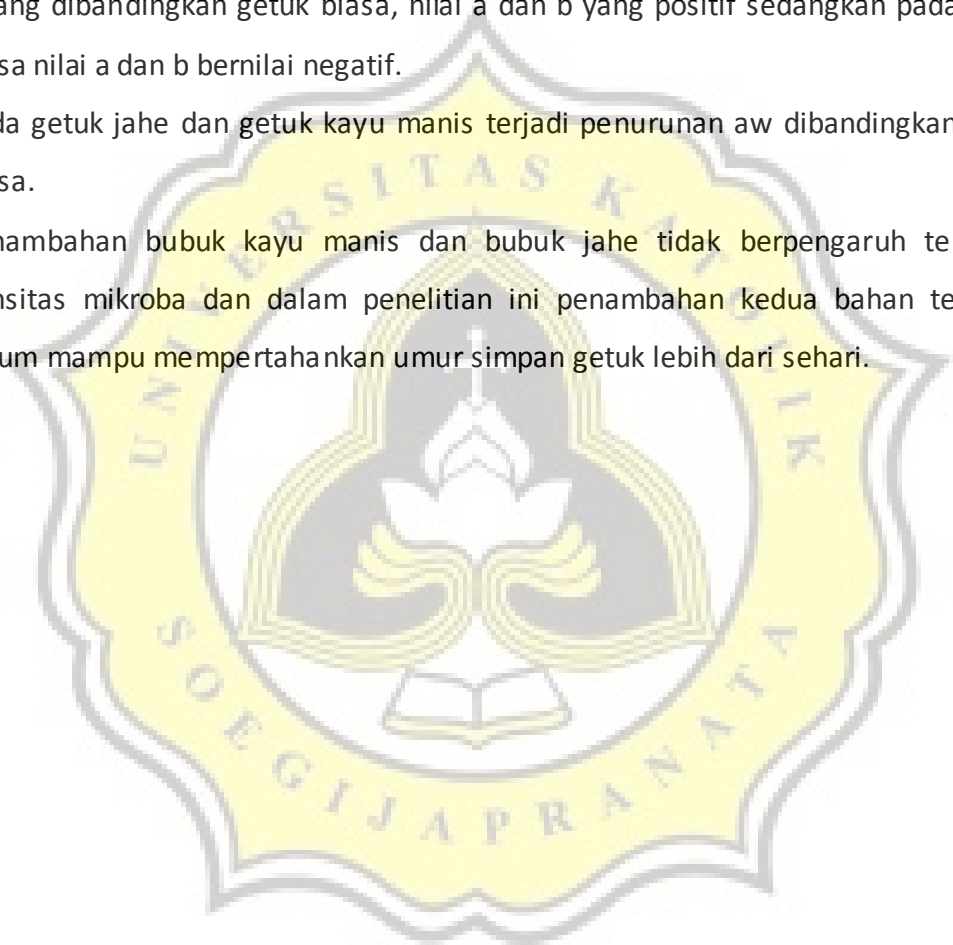 ang dibandingkan getuk biasa, nilai a dan b yang positif sedangkan pada
sa nilai a dan b bernilai negatif.
da getuk jahe dan getuk kayu manis terjadi penurunan aw dibandingkan
sa.
nambahan bubuk kayu manis dan bubuk jahe tidak berpengaruh te
nsitas mikroba dan dalam penelitian ini penambahan kedua bahan te
um mampu mempertahankan umur simpan getuk lebih dari sehari.
UNIVERSITAS KATOLIK
SOEGIJAPRANATA